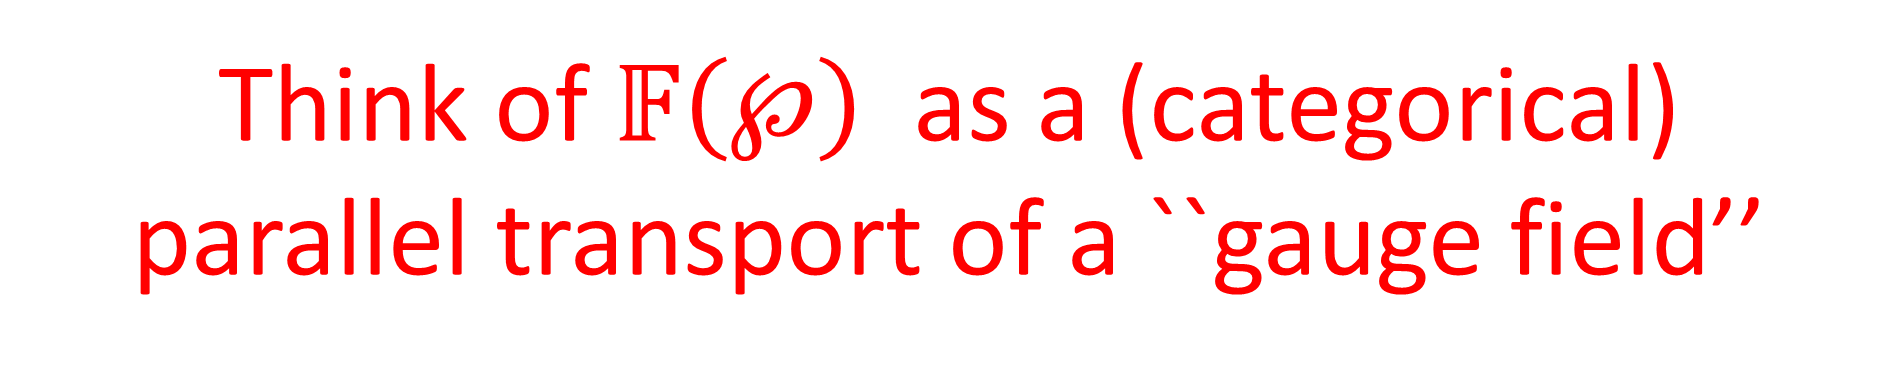 Think of 𝔽(℘) as a (categorical)
parallel transport of a ``gauge field’’